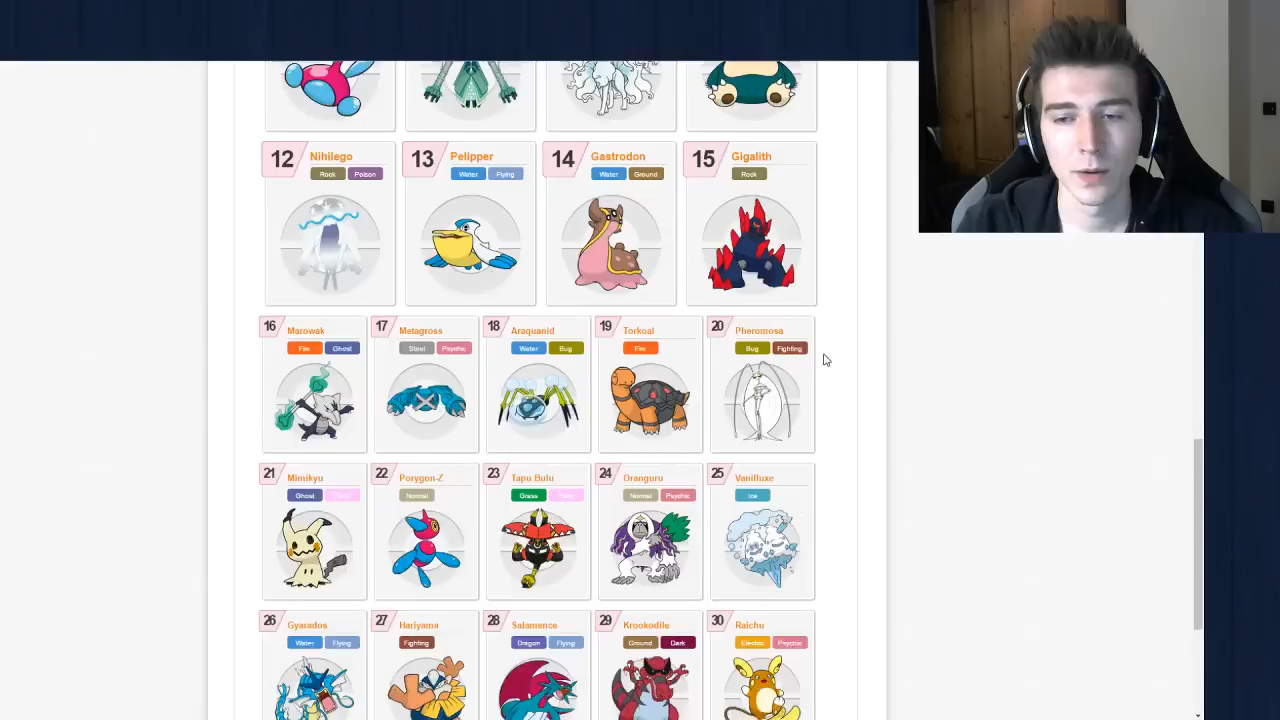 12 Nihilego
Rock Poison
13 Pelipper
Water Flying
14 Gastrodon
Water Ground
15 Gigalith
Rock
16 Marowak
Fire Ghost
17 Metagross
Steel Psychic
18 Araquanid
Water Bug
19 Torkoal
Fire
20 Pheromosa
Bug Fighting
21 Mimikyu
Ghost Fairy
22 Porygon-Z
Normal
23 Tapu Bulu
Grass Fairy
24 Oranguru
Normal Psychic
25 Vanilluxe
Ice
26 Gyarados
Water Flying
27 Hariyama
Fighting
28 Salamence
Dragon Flying
29 Krookodile
Ground Dark
30 Raichu
Electric Psychic